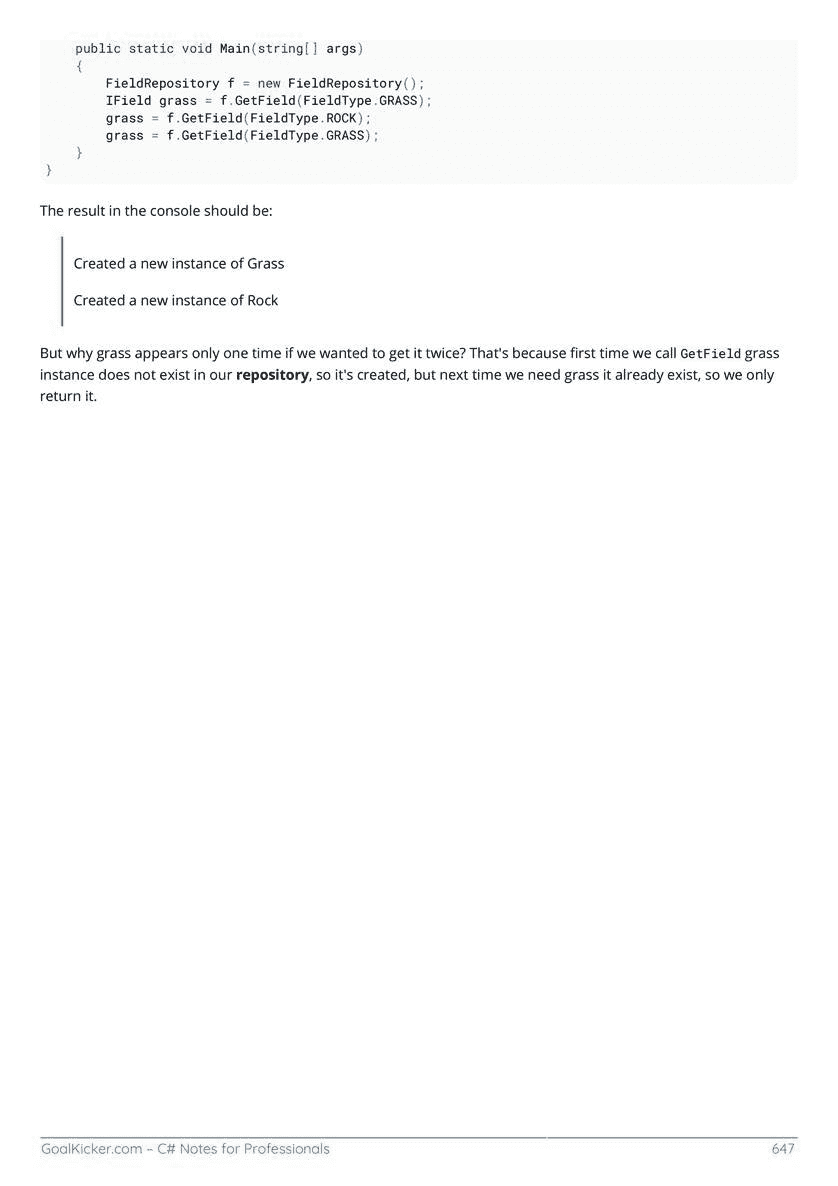 public static void Main(string[] args)
{
FieldRepository f = new FieldRepository();
IField grass = f.GetField(FieldType.GRASS);
grass = f.GetField(FieldType.ROCK);
grass = f.GetField(FieldType.GRASS);
}
}
The result in the console should be:
Created a new instance of Grass
Created a new instance of Rock
But why grass appears only one time if we wanted to get it twice? That's because first time we call GetField grass
instance does not exist in our repository, so it's created, but next time we need grass it already exist, so we only
return it.
GoalKicker.com – C# Notes for Professionals 647